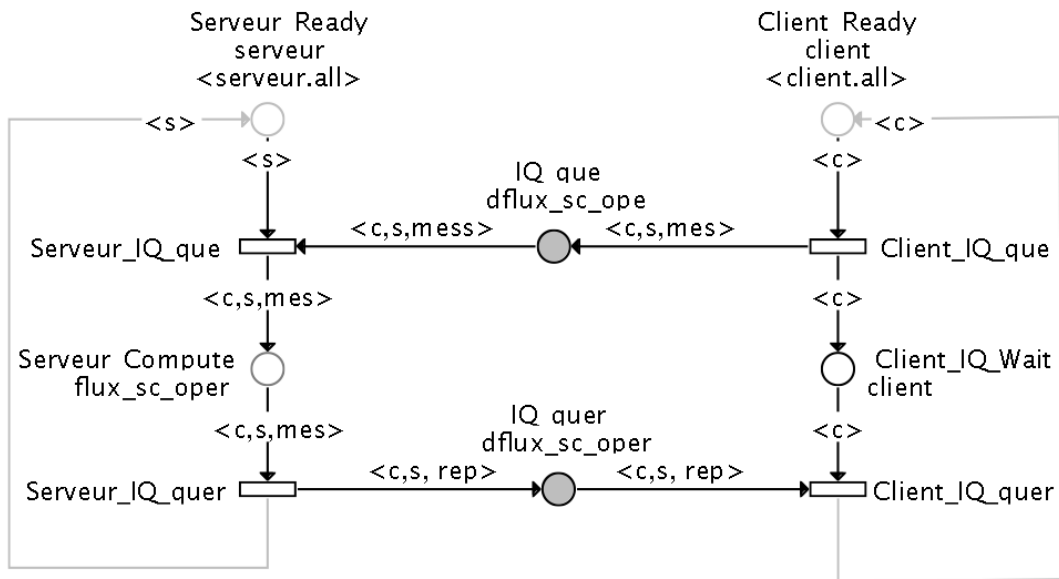 Serveur Ready
serveur
<serveur.all>
Client Ready
client
<client.all>
<s>
<c>
<s>
<c>
IQ que
dflux_sc_ope
<c,s,mess>
<c,s,mes>
Serveur_IQ_que
Client_IQ_que
<c,s,mes>
<c>
Serveur Compute
flux_sc_oper
Client_IQ_Wait
client
<c,s,mes>
<c>
IQ quer
dflux_sc_oper
<c,s, rep>
<c,s, rep>
Serveur_IQ_quer
Client_IQ_quer